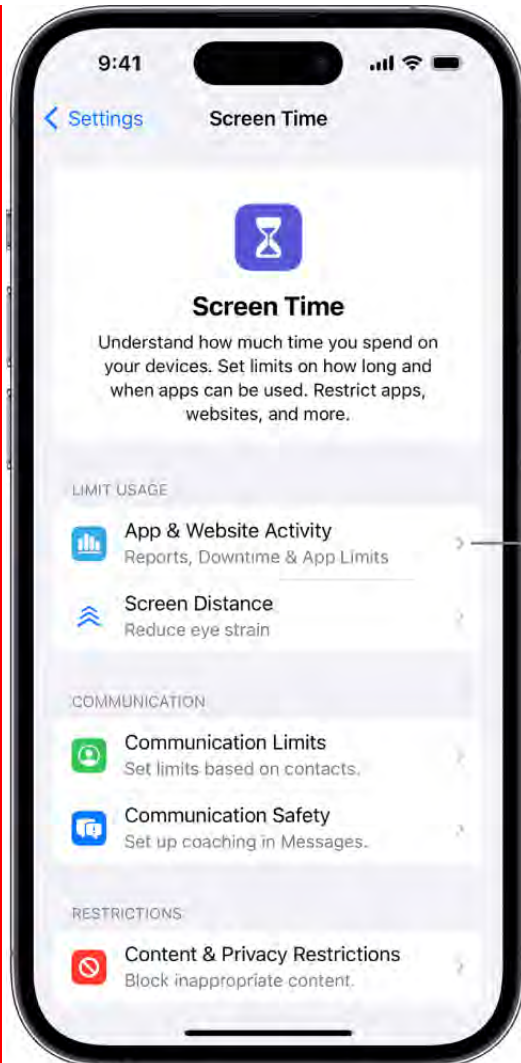 9:41
Settings
Screen Time
Screen Time
Understand how much time you spend on
your devices. Set limits on how long and
when apps can be used. Restrict apps,
websites, and more.
LIMIT USAGE
App & Website Activity
Reports, Downtime & App Limits
Screen Distance
Reduce eye strain
COMMUNICATION
Communication Limits
Set limits based on contacts.
Communication Safety
Set up coaching in Messages.
RESTRICTIONS
Content & Privacy Restrictions
Block inappropriate content.